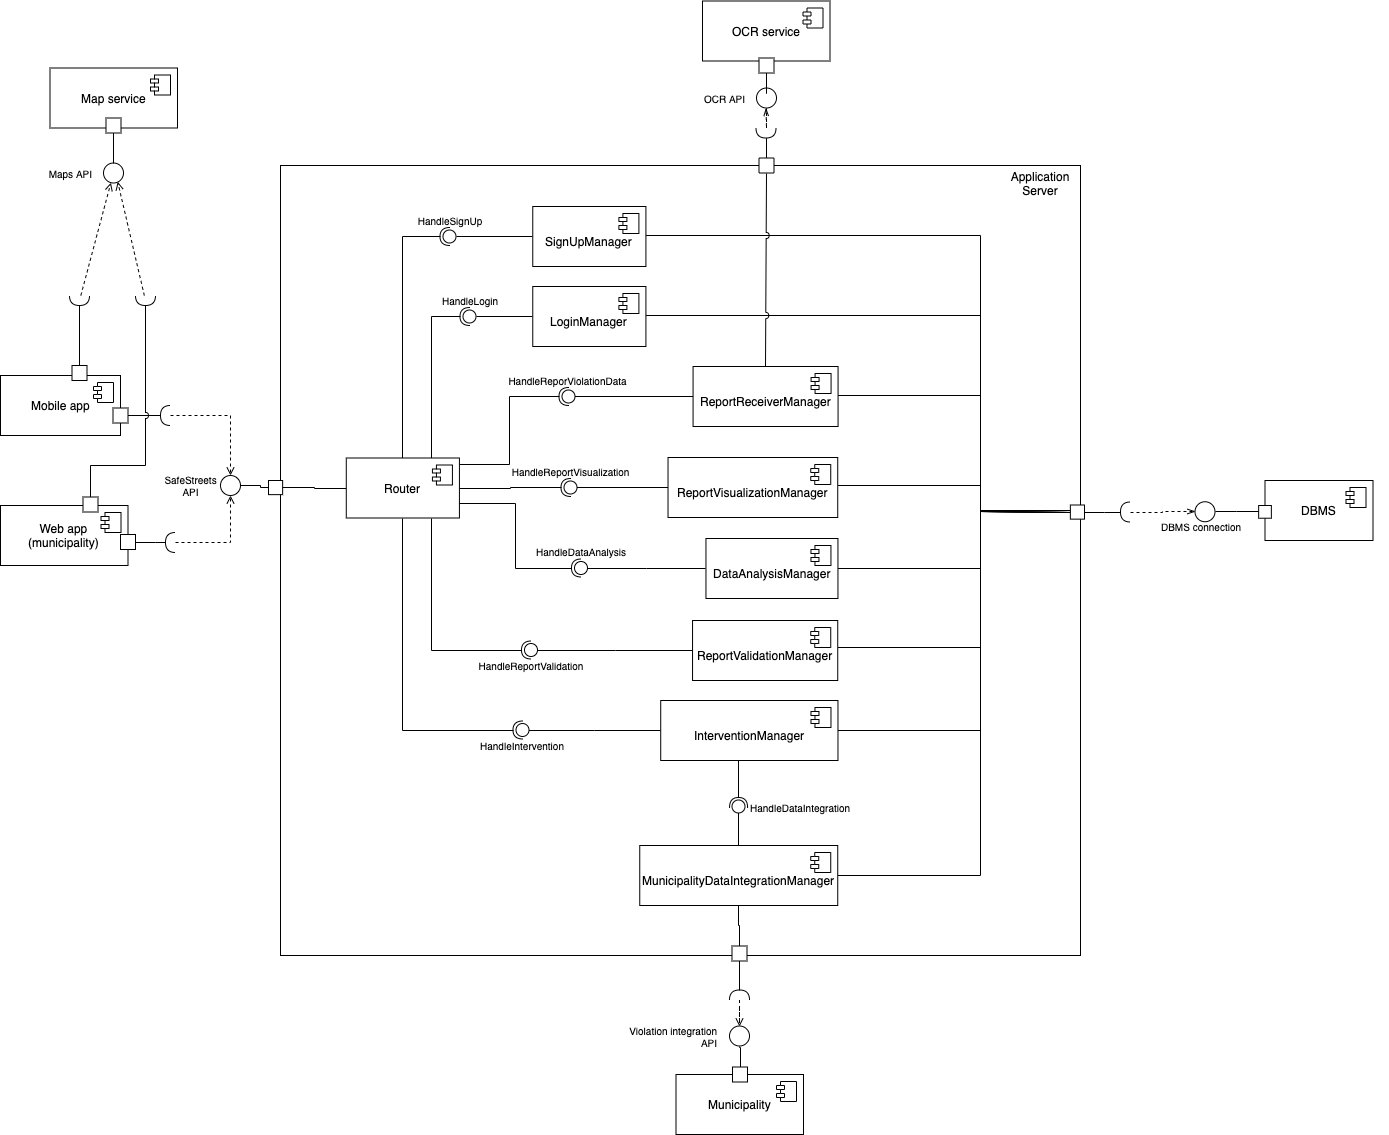 OCR service
Map service
OCR API
Maps API
Application
Server
HandleSignUp
SignUpManager
HandleLogin
LoginManager
HandleReporViolationData
ReportReceiverManager
Mobile app
HandleReportVisualization
SafeStreets
API
Router
ReportVisualizationManager
DBMS
DBMS connection
Web app
(municipality)
HandleDataAnalysis
DataAnalysisManager
ReportValidationManager
HandleReportValidation
InterventionManager
HandleIntervention
HandleDataIntegration
MunicipalityDataIntegrationManager
Violation integration
API
Municipality